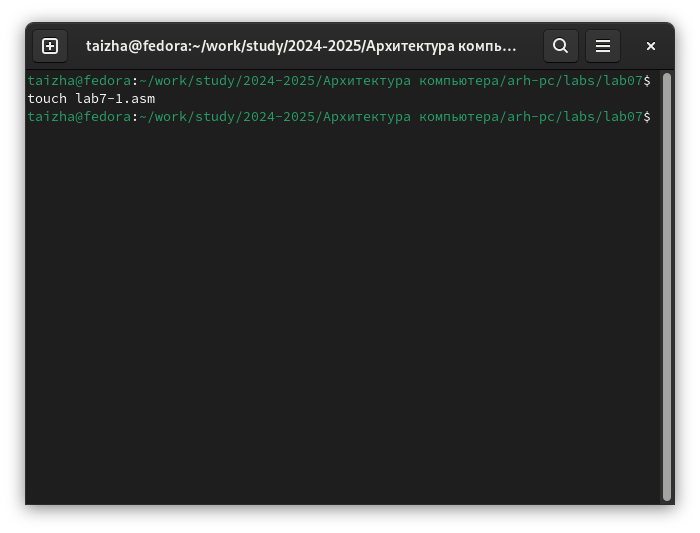 taizha@fedora:~/work/study/2024-2025/Архитектура компь...
taizha@fedora:~/work/study/2024-2025/Архитектура компьютера/arh-pc/labs/lab07$
touch lab7-1.asm
taizha@fedora:~/work/study/2024-2025/Архитектура компьютера/arh-pc/labs/lab07$